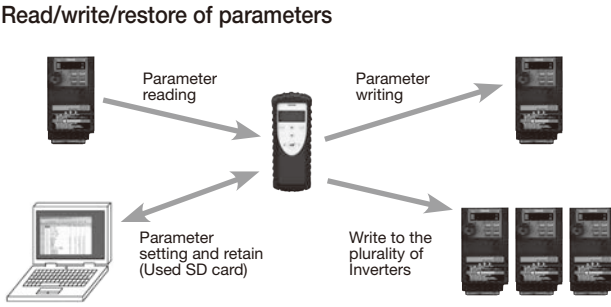 Read/write/restore of parameters
Parameter
reading
Parameter
writing
Parameter
setting and retain
(Used SD card)
Write to the
plurality of
Inverters